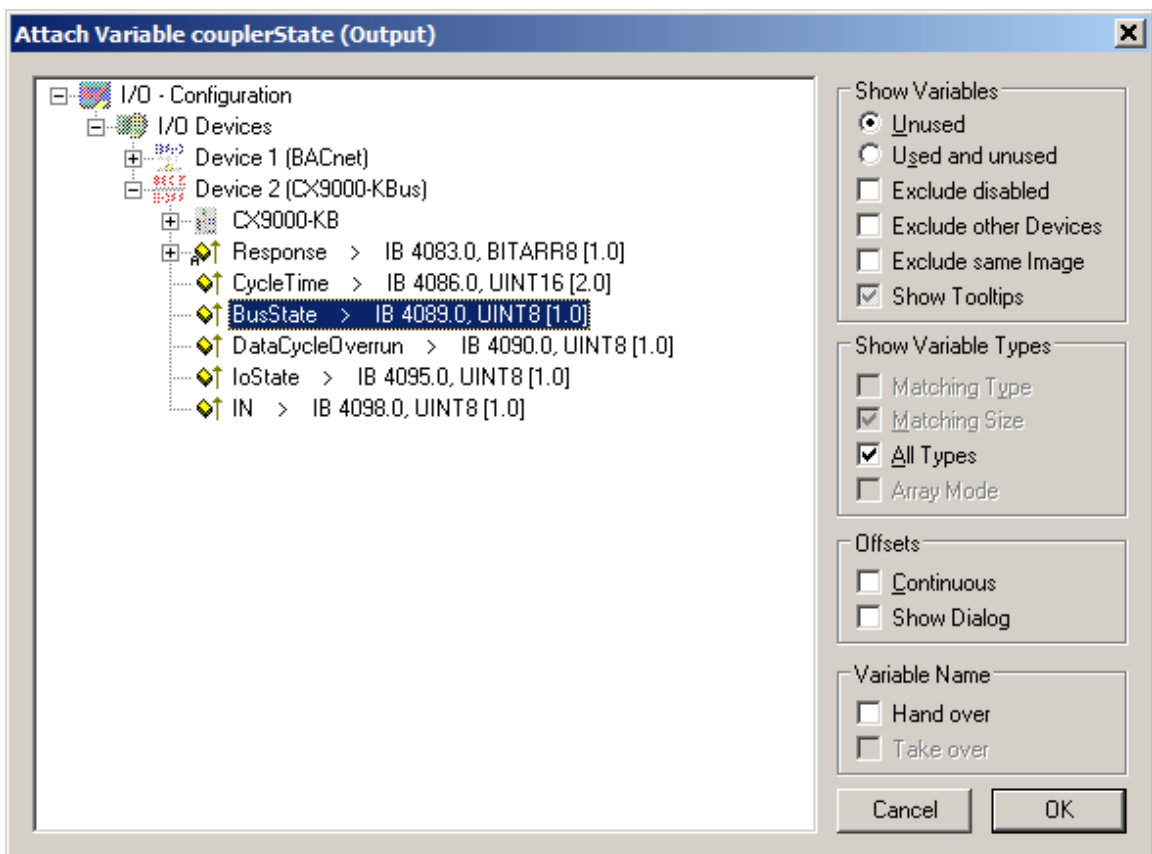 Attach Variable couplerState (Output)
I/O - Configuration
I/O Devices
Device 1 (BACnet)
Device 2 (CX9000-KBus)
CX9000-KB
Response > IB 4083.0, BITARR8 [1.0]
CycleTime > IB 4086.0, UINT16 [2.0]
BusState > IB 4089.0, UINT8 [1.0]
DataCycleOverrun > IB 4090.0, UINT8 [1.0]
IoState > IB 4095.0, UINT8 [1.0]
IN > IB 4098.0, UINT8 [1.0]
Show Variables
Unused
Used and unused
Exclude disabled
Exclude other Devices
Exclude same Image
Show Tooltips
Show Variable Types
Matching Type
Matching Size
All Types
Array Mode
Offsets
Continuous
Show Dialog
Variable Name
Hand over
Take over
Cancel
OK